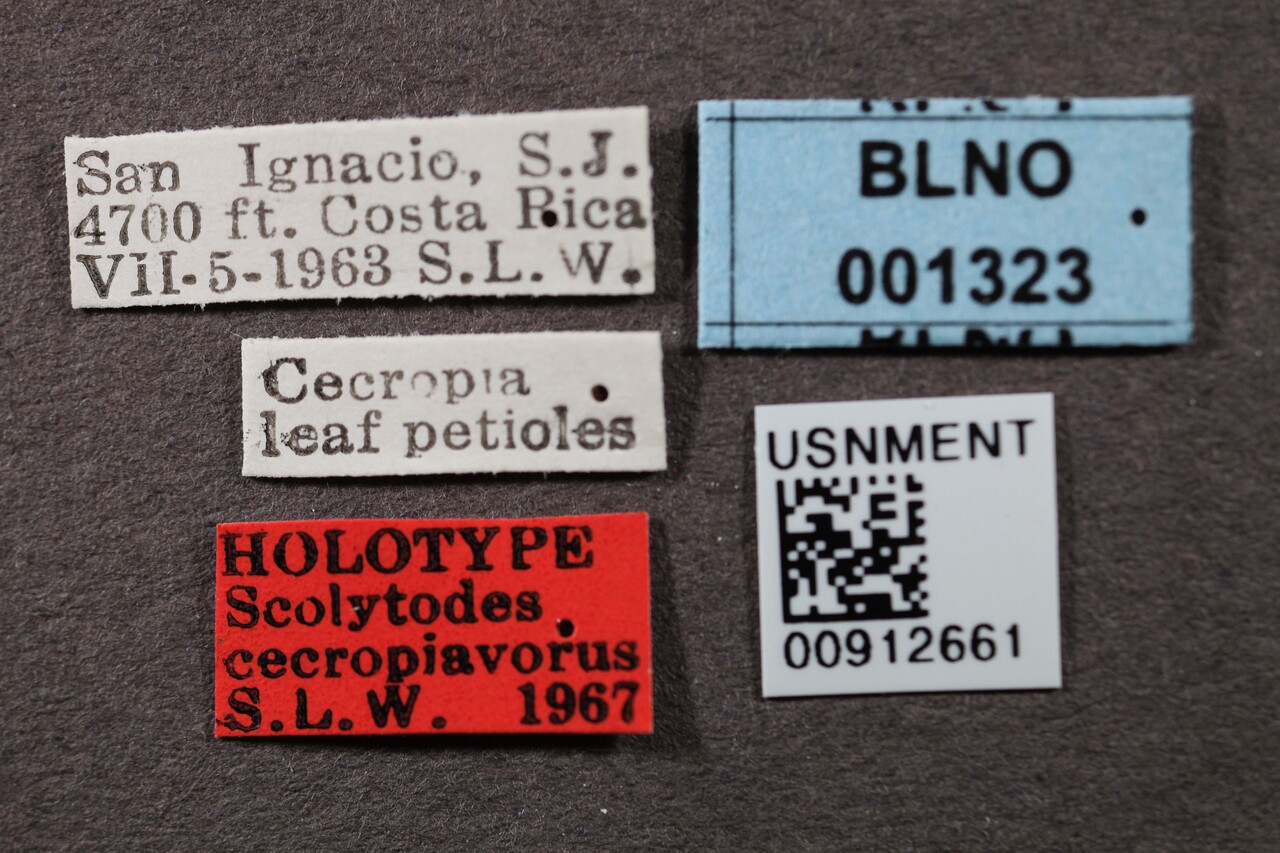 San Ignacio, S.J.
4700 ft. Costa Rica
VII-5-1963 S.L.W.
Cecropia
leaf petioles
HOLOTYPE
Scolytodes
cecropiavorus
S.L.W. 1967
BLNO
001323
USNMENT
00912661